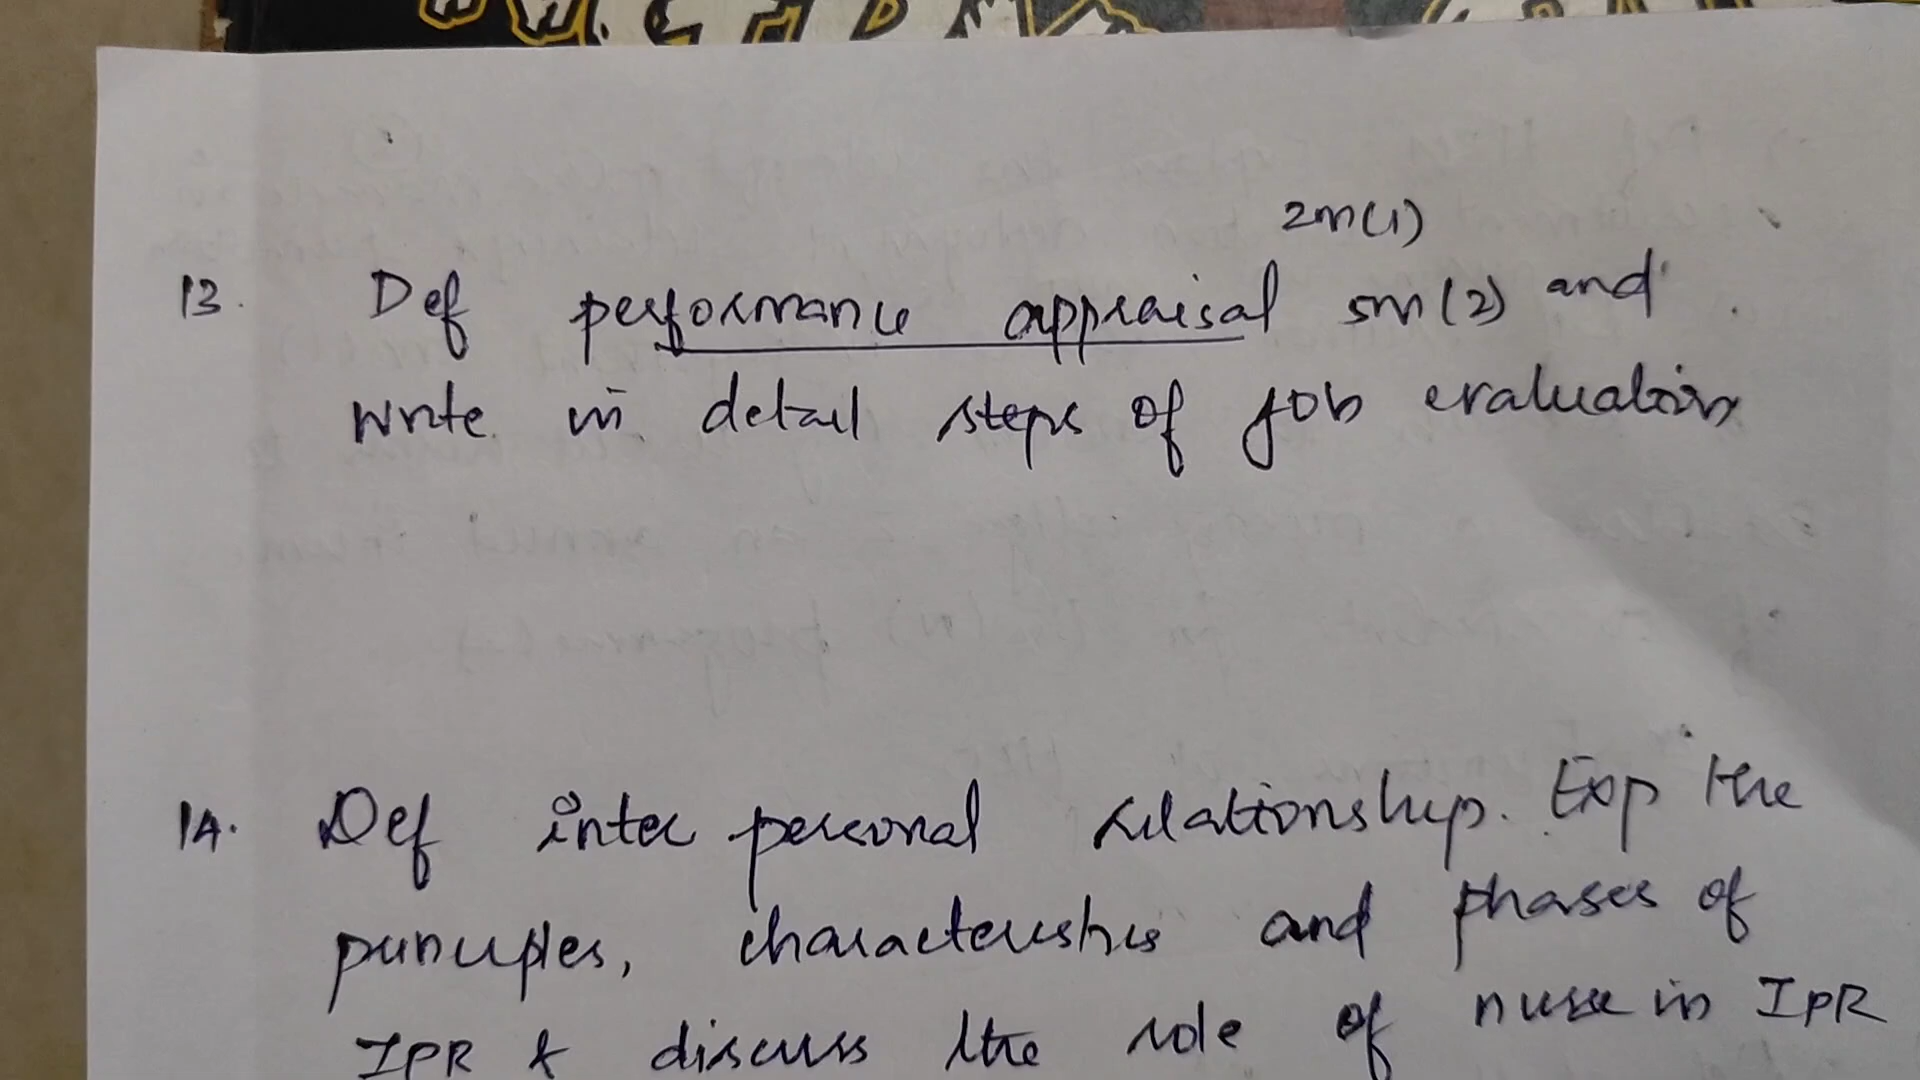 2m(1)
13. Def performance appraisal 5m(2) and
write in detail steps of job evaluation
14. Def inter personal relationship. Exp the
principles, characteristics and phases of
IPR & discuss the role of nurse in IPR